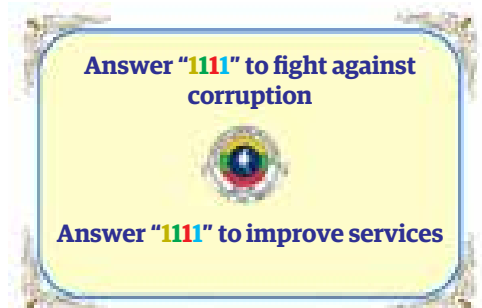 Answer “1111” to fight against
corruption
Answer “1111” to improve services